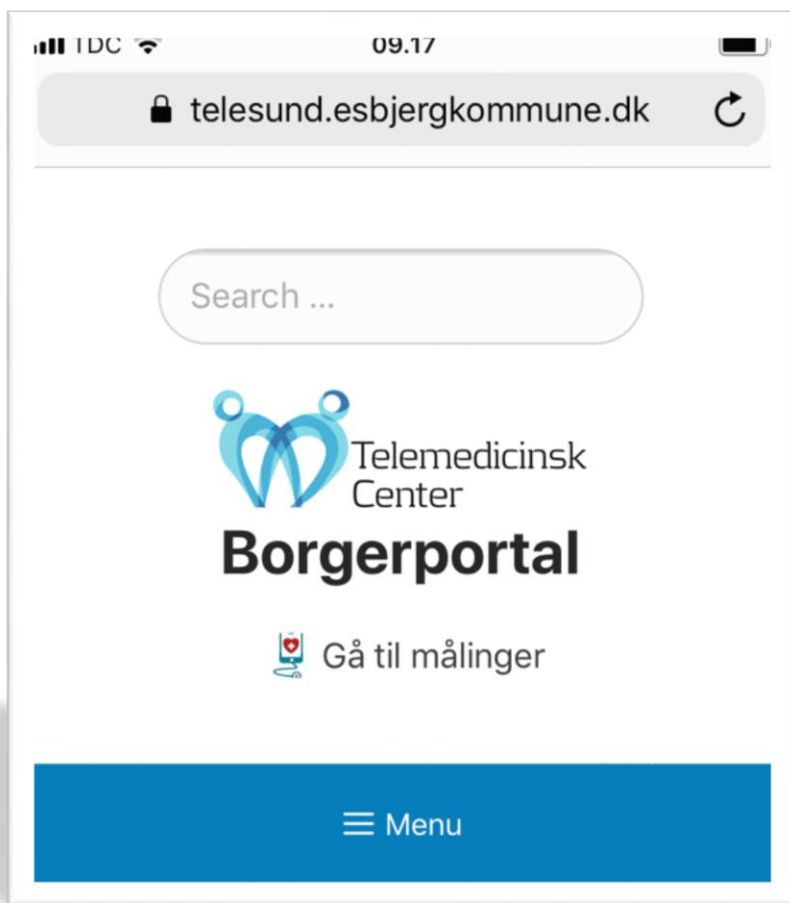 TDC 09.17
telesund.esbjergkommune.dk
Search ...
Telemedicinsk
Center
Borgerportal
Gå til målinger
Menu